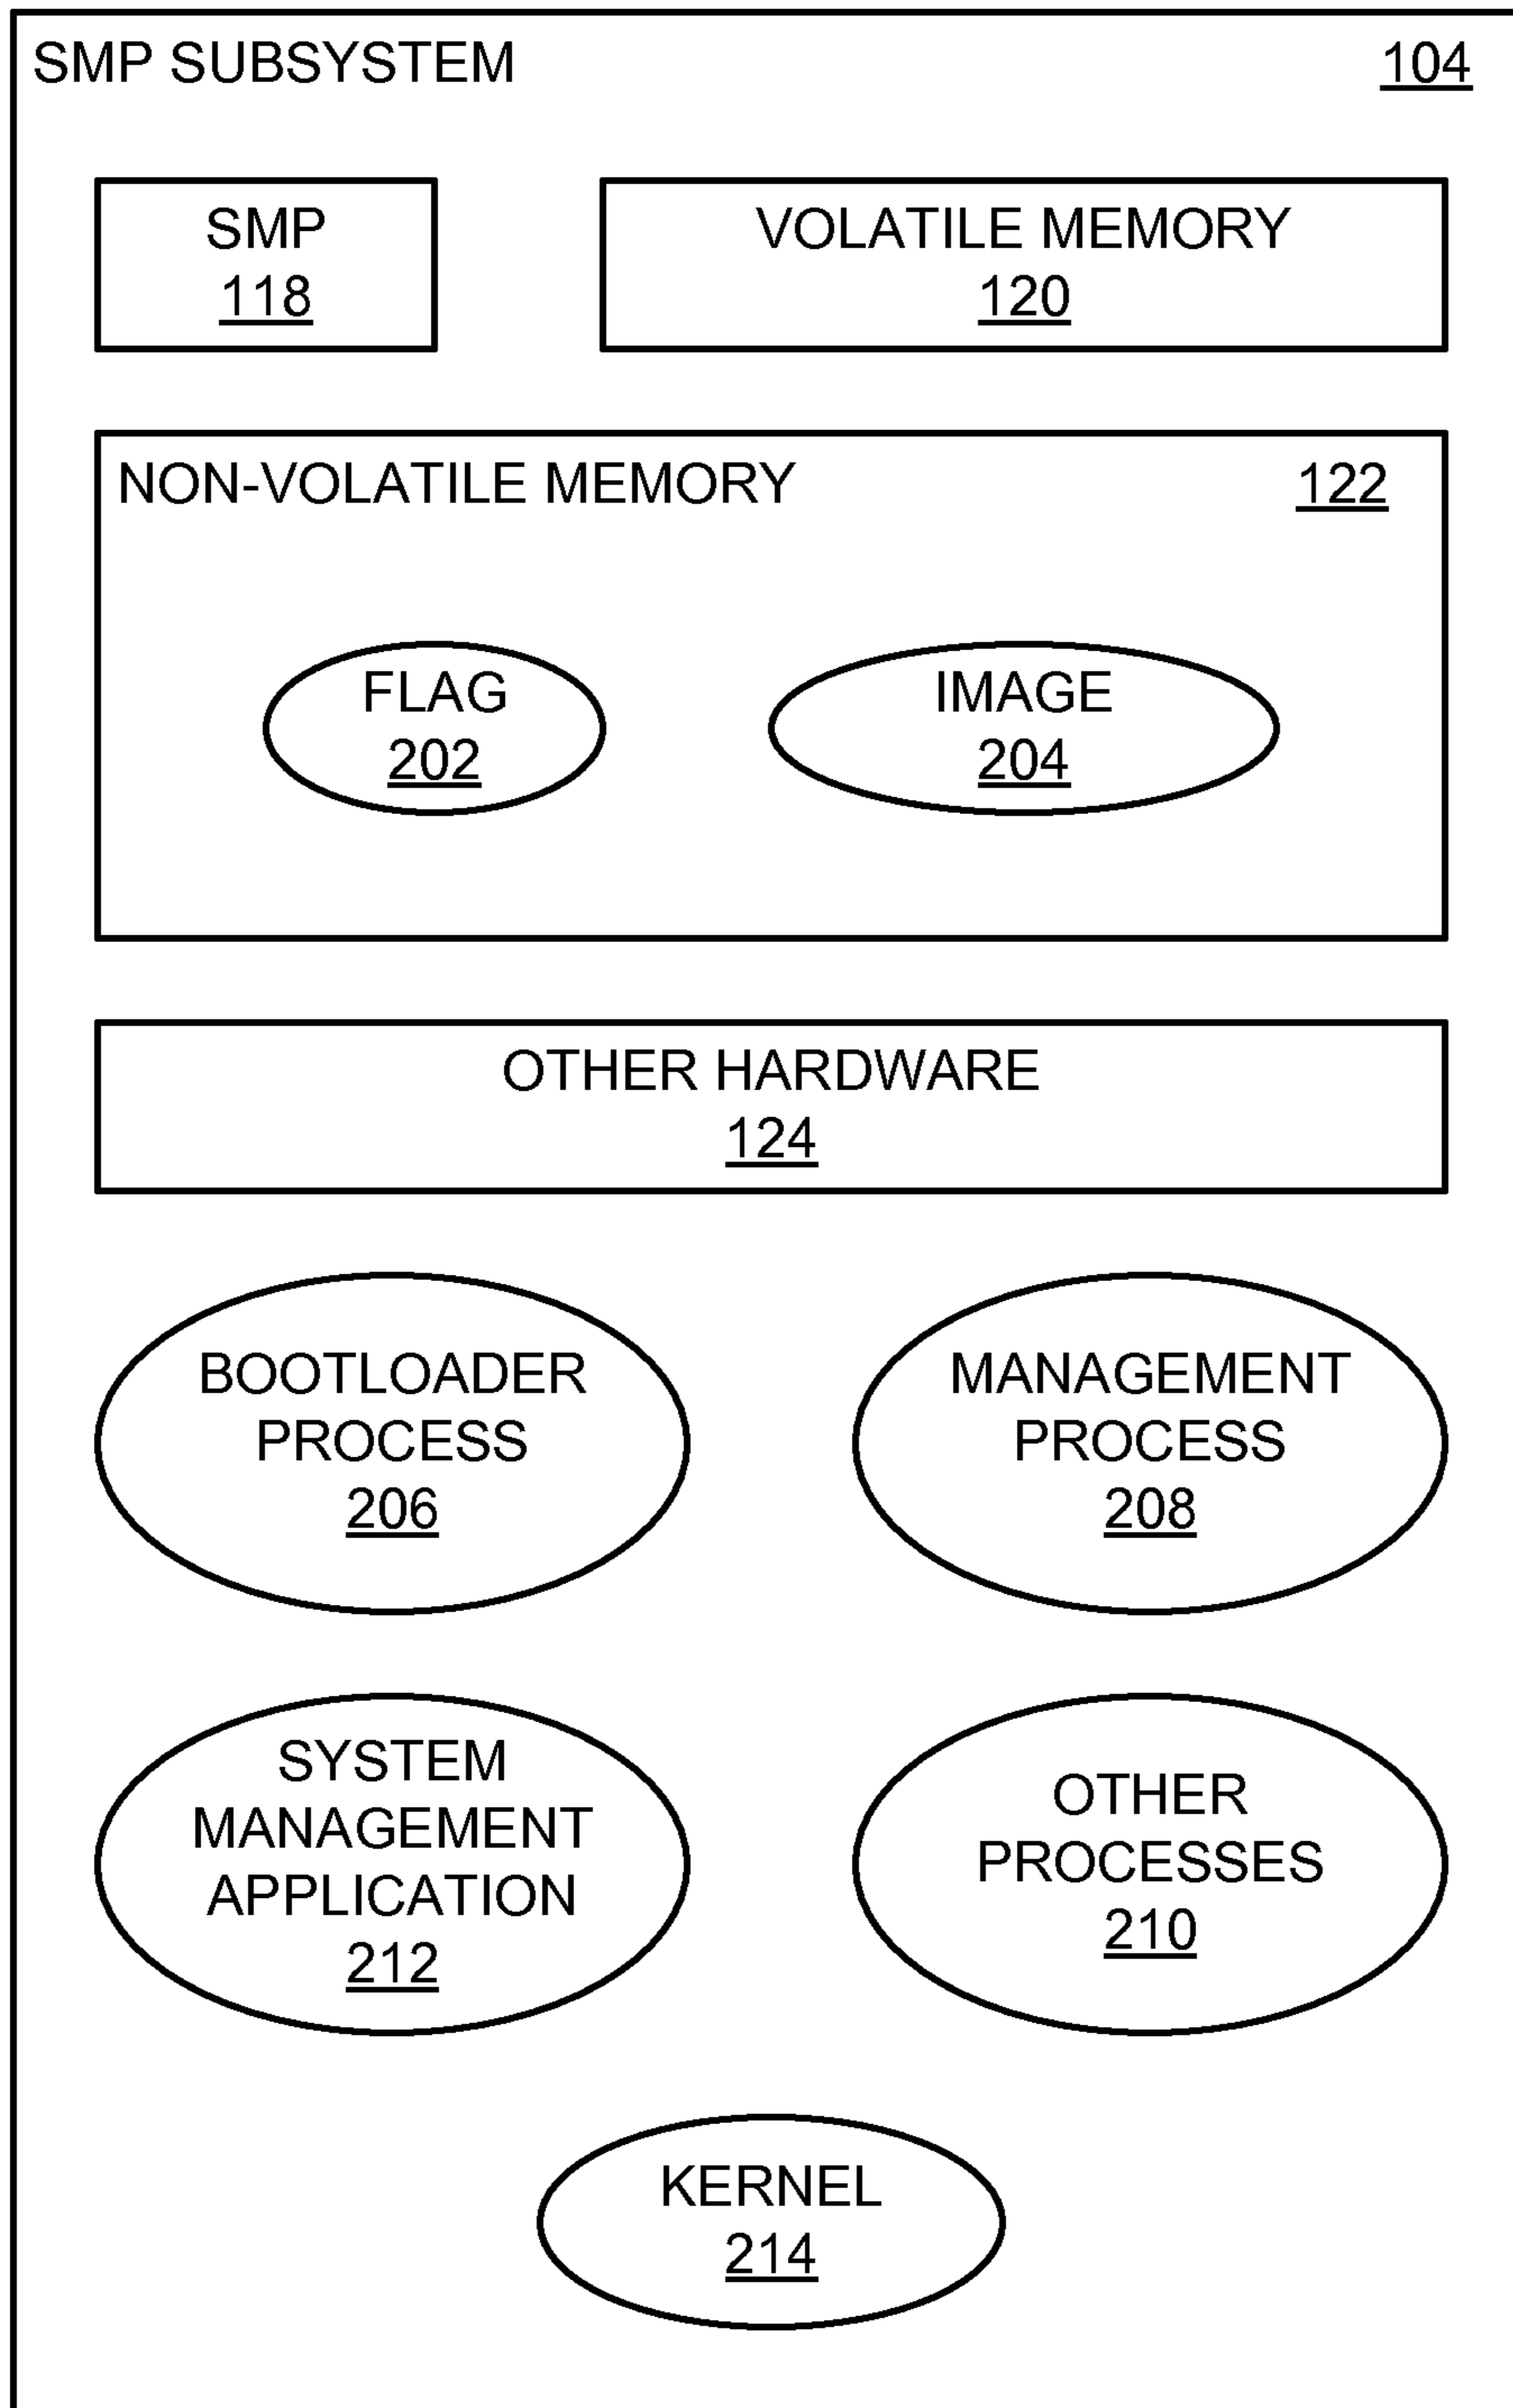 SMP SUBSYSTEM 104
SMP
118
VOLATILE MEMORY
120
NON-VOLATILE MEMORY 122
FLAG
202
IMAGE
204
OTHER HARDWARE
124
BOOTLOADER
PROCESS
206
MANAGEMENT
PROCESS
208
SYSTEM
MANAGEMENT
APPLICATION
212
OTHER
PROCESSES
210
KERNEL
214